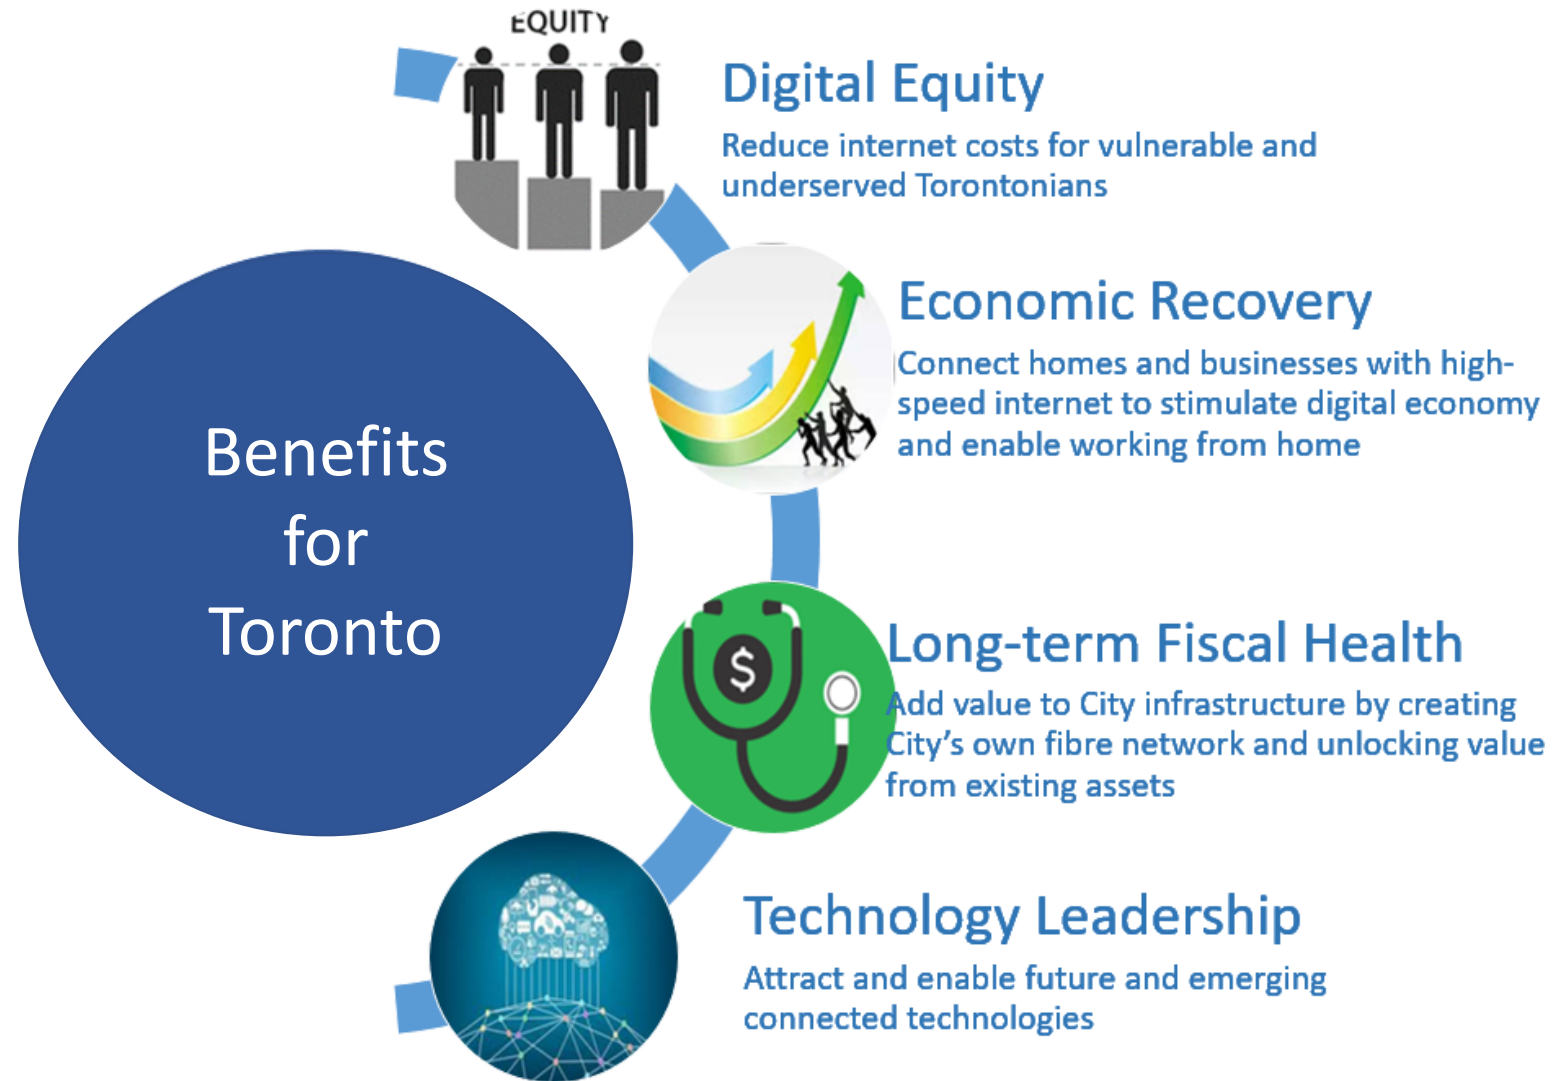 EQUITY
Digital Equity
Reduce internet costs for vulnerable and
underserved Torontonians
Economic Recovery
Connect homes and businesses with high-
speed internet to stimulate digital economy
and enable working from home
Benefits
for
Toronto
$
Long-term Fiscal Health
Add value to City infrastructure by creating
City's own fibre network and unlocking value
from existing assets
Technology Leadership
Attract and enable future and emerging
connected technologies